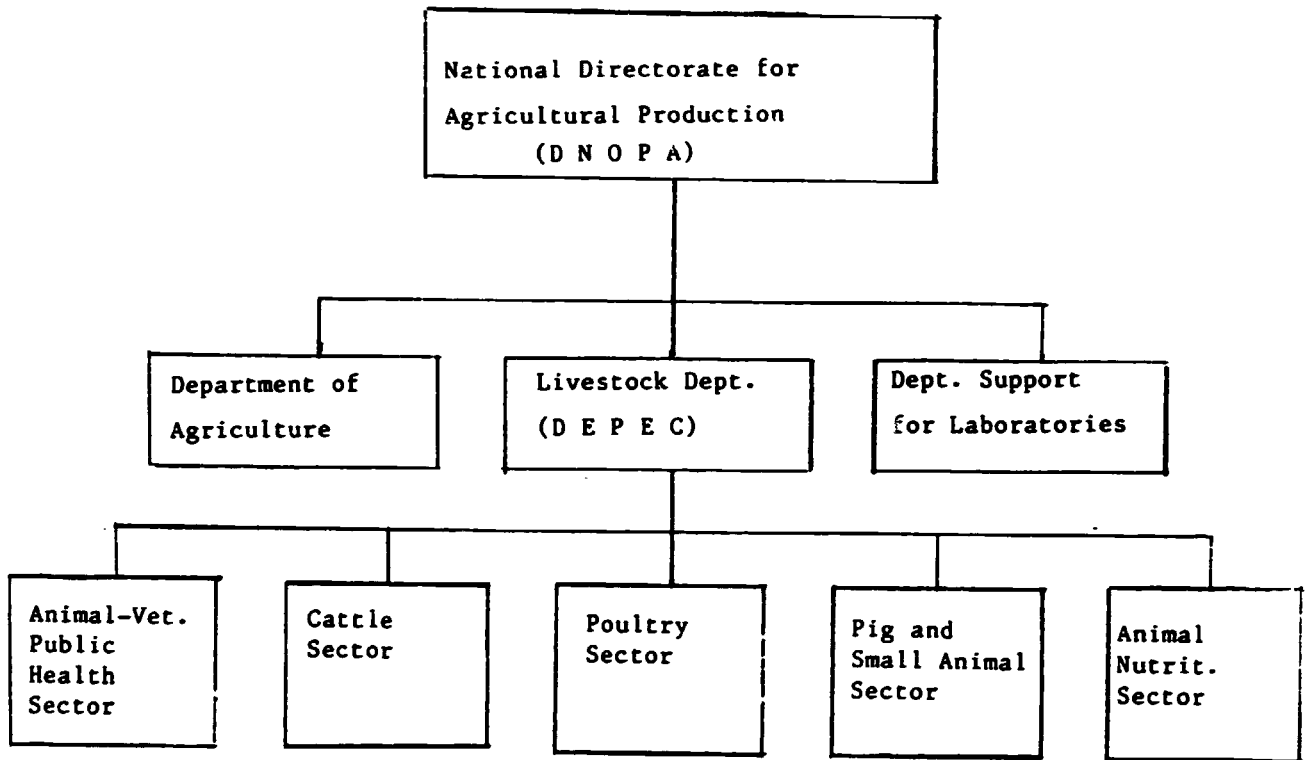 National Directorate for
Agricultural Production
(D N O P A)
Department of
Agriculture
Livestock Dept.
(D E P E C)
Dept. Support
for Laboratories
Animal-Vet.
Public
Health
Sector
Cattle
Sector
Poultry
Sector
Pig and
Small Animal
Sector
Animal
Nutrit.
Sector